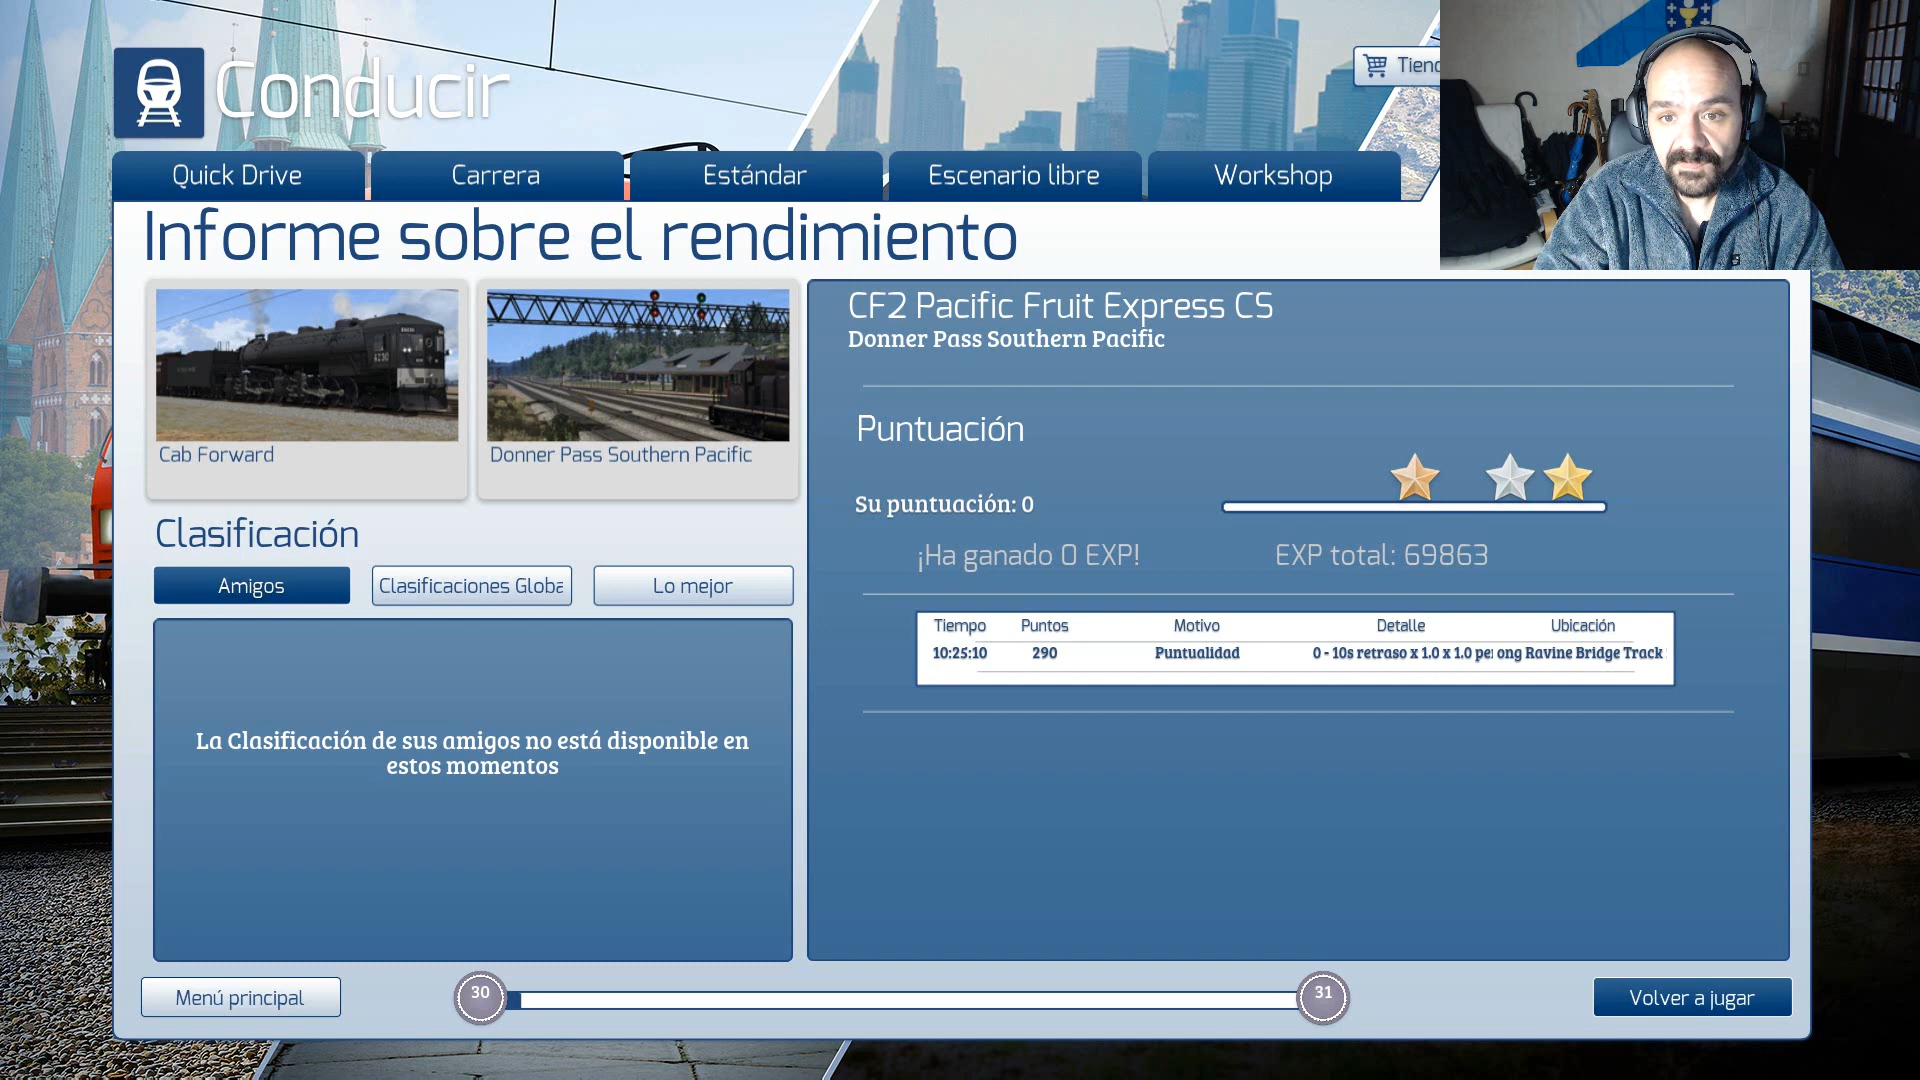 Conducir
Tiend
Quick Drive
Carrera
Estándar
Escenario libre
Workshop
Informe sobre el rendimiento
Cab Forward
Donner Pass Southern Pacific
Clasificación
Amigos
Clasificaciones Globa
Lo mejor
La Clasificación de sus amigos no está disponible en
estos momentos
CF2 Pacific Fruit Express CS
Donner Pass Southern Pacific
Puntuación
Su puntuación: 0
¡Ha ganado 0 EXP!
EXP total: 69863
Tiempo Puntos Motivo Detalle Ubicación
10:25:10 290 Puntualidad 0 - 10s retraso x 1.0 x 1.0 per ong Ravine Bridge Track
Menú principal
30
31
Volver a jugar